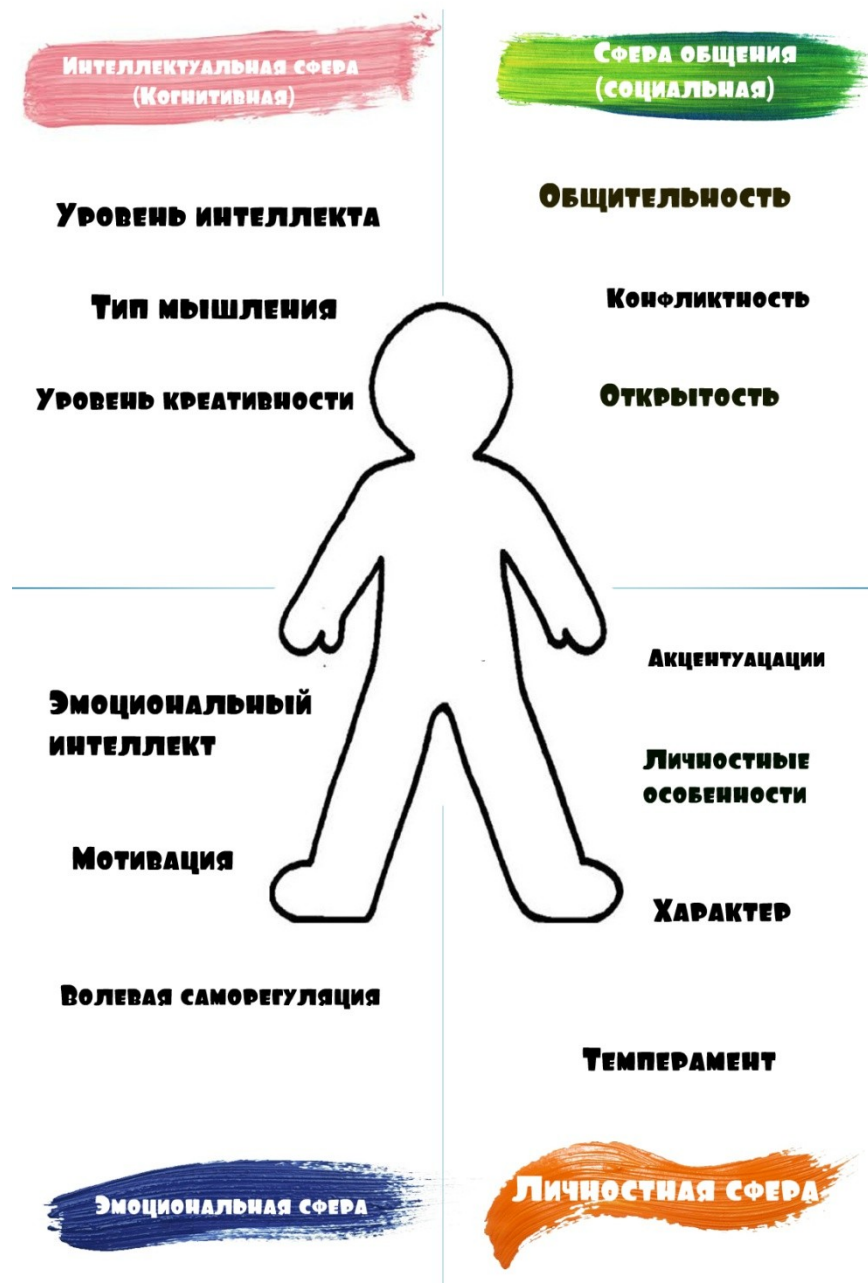 Интеллектуальная сфера
(Когнитивная)
Уровень интеллекта
Тип мышления
Уровень креативности
Сфера общения
(социальная)
Общительность
Конфликтность
Открытость
Эмоциональный
интеллект
Мотивация
Волевая саморегуляция
Эмоциональная сфера
Акцентуацации
Личностные
особенности
Характер
Темперамент
Личностная сфера